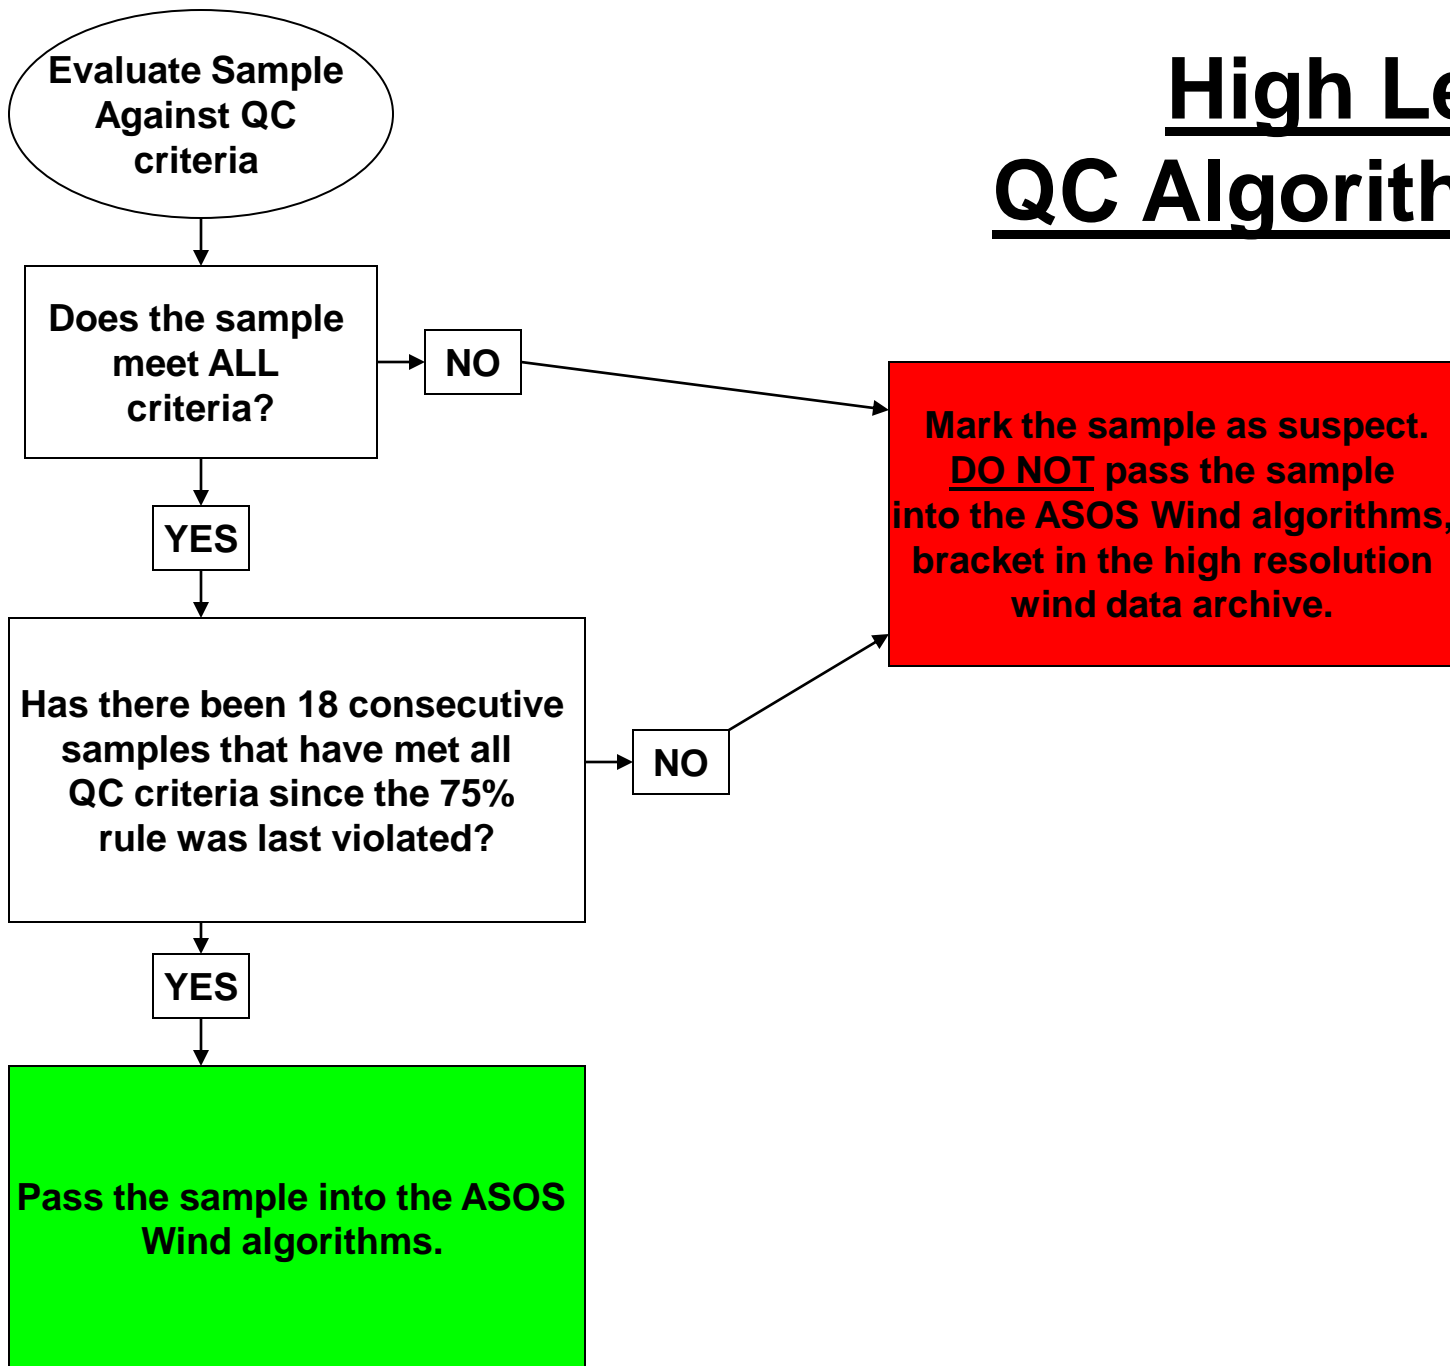 High Le
QC Algorith
Evaluate Sample
Against QC
criteria
Does the sample
meet ALL
criteria?
NO
YES
Mark the sample as suspect.
DO NOT pass the sample
into the ASOS Wind algorithms,
bracket in the high resolution
wind data archive.
Has there been 18 consecutive
samples that have met all
QC criteria since the 75%
rule was last violated?
NO
YES
Pass the sample into the ASOS
Wind algorithms.